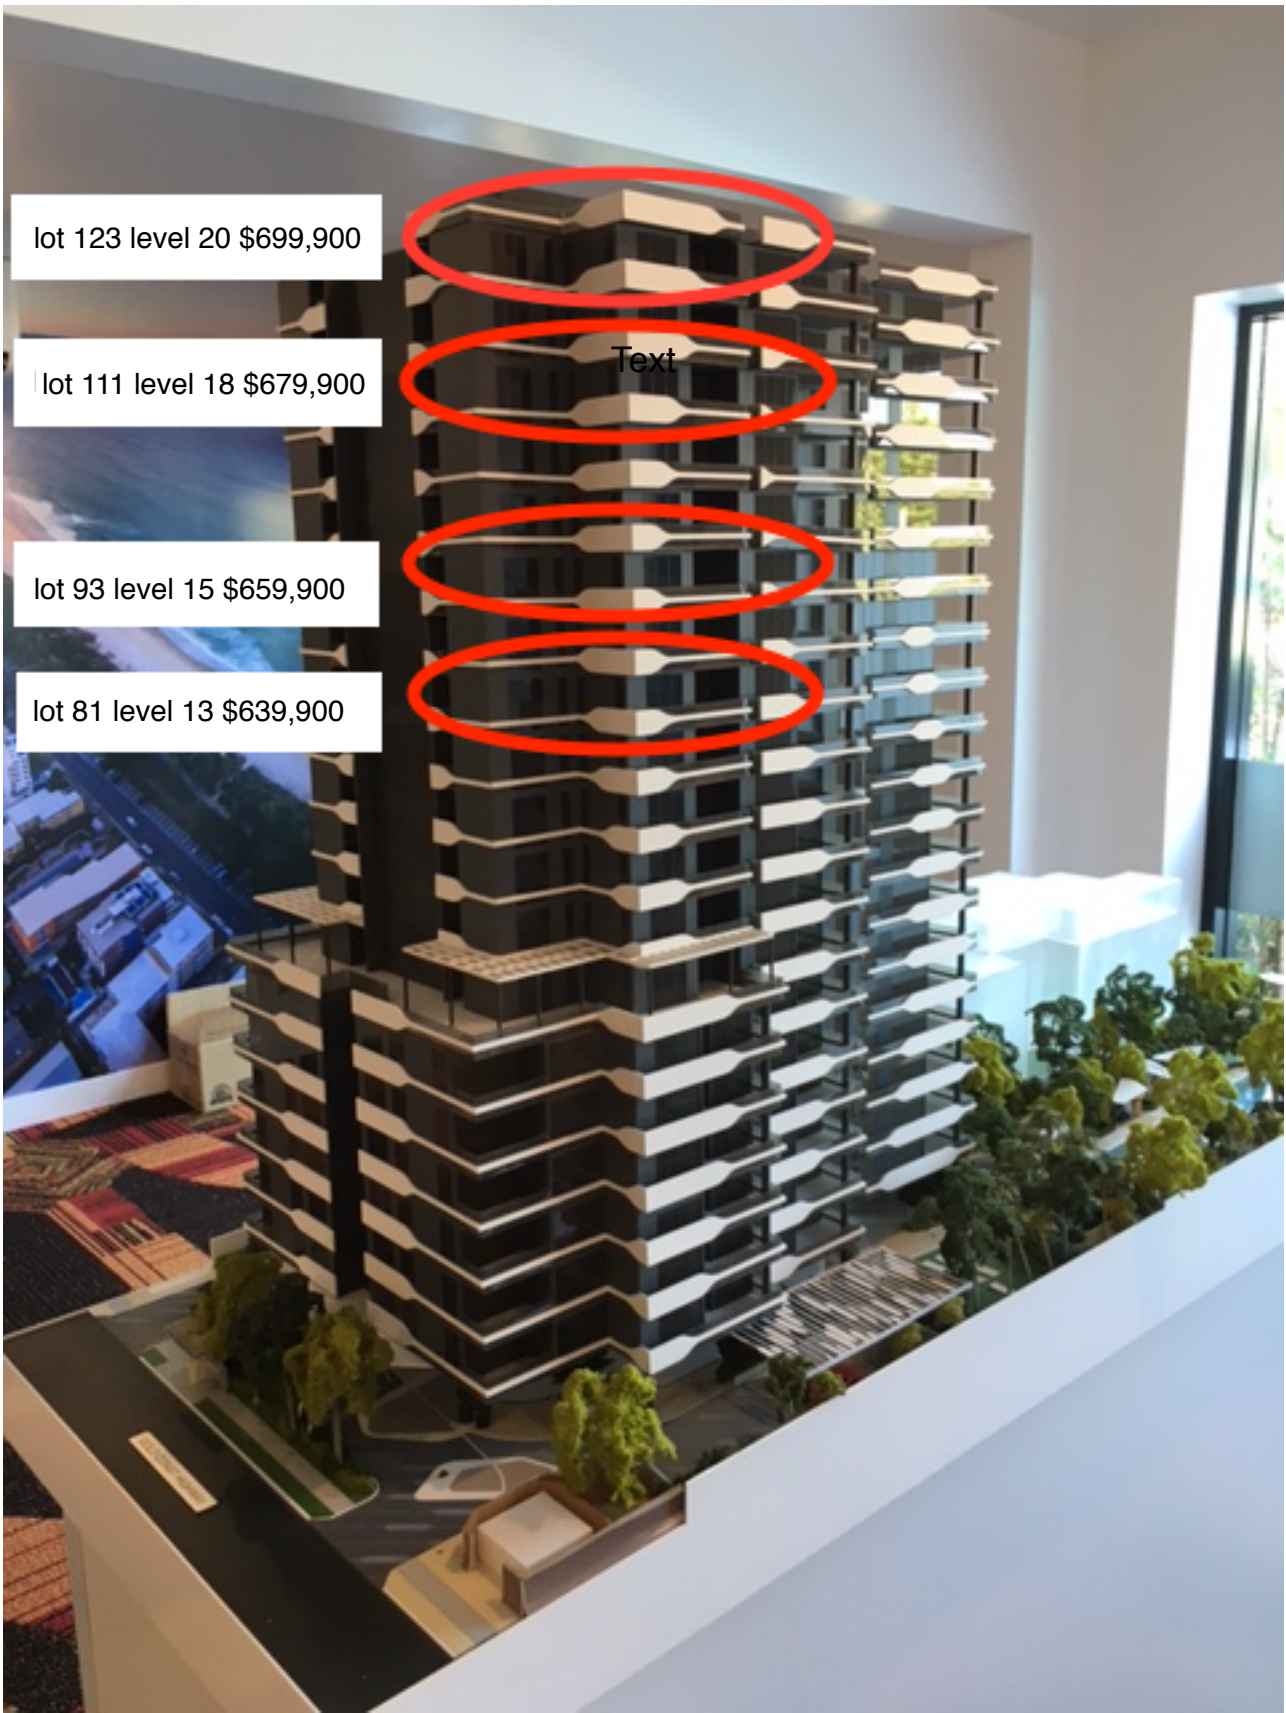 lot 123 level 20 $699,900
Text
lot 111 level 18 $679,900
lot 93 level 15 $659,900
lot 81 level 13 $639,900